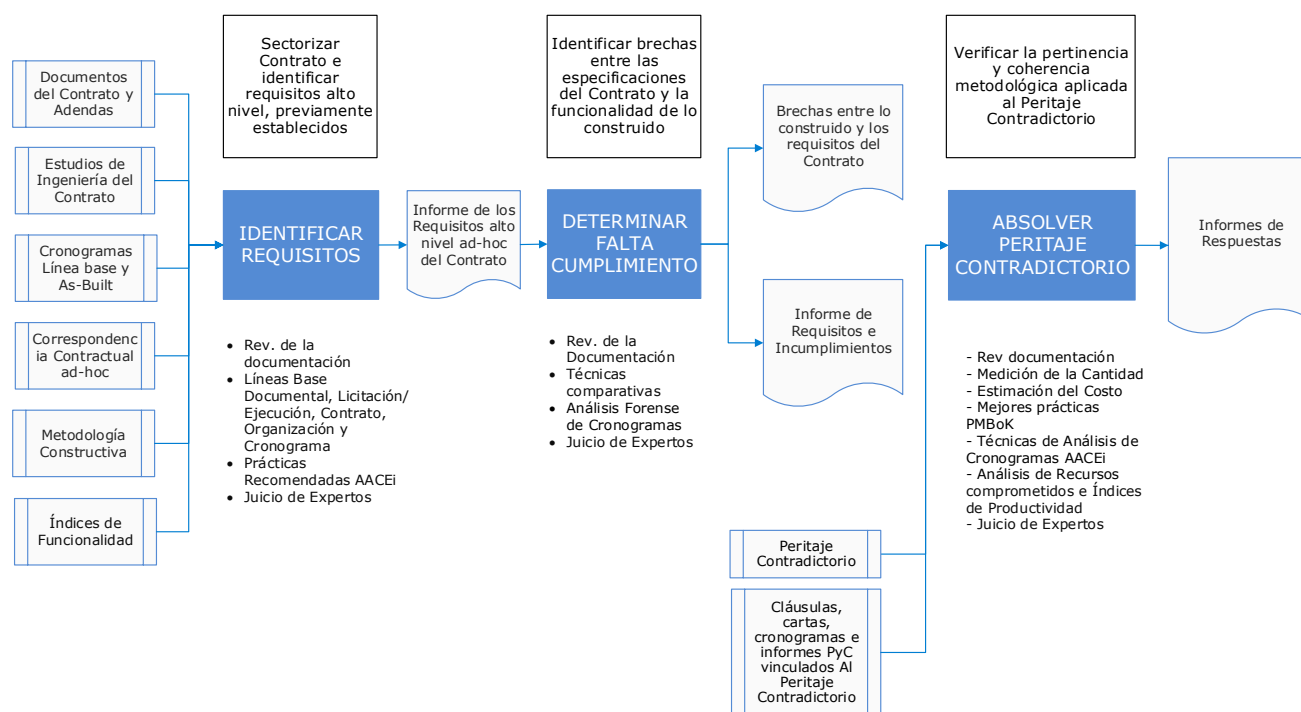 Sectorizar
Contrato e
identificar
requisitos alto
nivel, previamente
establecidos
Identificar brechas
entre las
especificaciones
del Contrato y la
funcionalidad de lo
construido
Verificar la pertinencia
y coherencia
metodológica aplicada
al Peritaje
Contradictorio
Documentos
del Contrato y
Adendas
Estudios de
Ingeniería del
Contrato
Cronogramas
Línea base y
As-Built
Correspondenc
ia Contractual
ad-hoc
Metodología
Constructiva
Índices de
Funcionalidad
IDENTIFICAR
REQUISITOS
Informe de los
Requisitos alto
nivel ad-hoc
del Contrato
DETERMINAR
FALTA
CUMPLIMIENTO
Brechas entre lo
construido y los
requisitos del
Contrato
Informe de
Requisitos e
Incumplimientos
ABSOLVER
PERITAJE
CONTRADICTORIO
Informes de
Respuestas
• Rev. de la
documentación
• Líneas Base
Documental, Licitación/
Ejecución, Contrato,
Organización y
Cronograma
• Prácticas
Recomendadas AACEi
• Juicio de Expertos
• Rev. de la
Documentación
• Técnicas
comparativas
• Análisis Forense
de Cronogramas
• Juicio de Expertos
- Rev documentación
- Medición de la Cantidad
- Estimación del Costo
- Mejores prácticas
PMBoK
- Técnicas de Análisis de
Cronogramas AACEi
- Análisis de Recursos
comprometidos e Índices
de Productividad
- Juicio de Expertos
Peritaje
Contradictorio
Cláusulas,
cartas,
cronogramas e
informes PyC
vinculados Al
Peritaje
Contradictorio